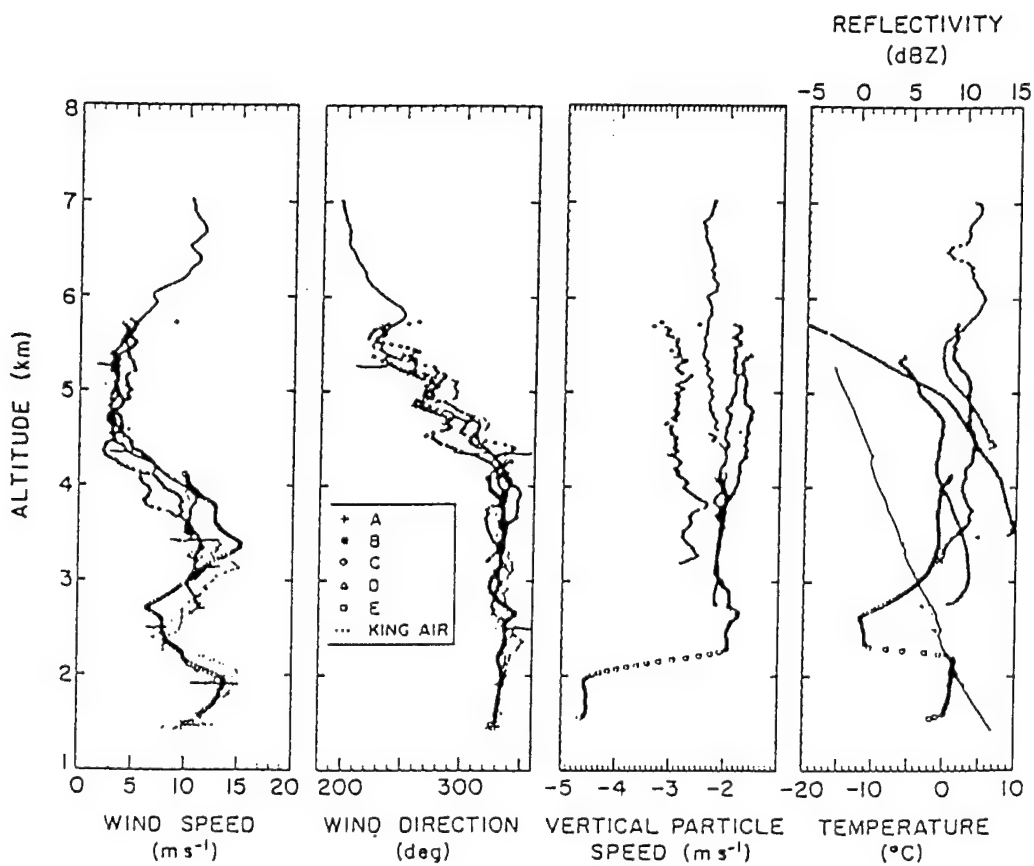 REFLECTIVITY
(dBZ)
-5 0 5 10 15
8
7
6
5
4
3
2
1
ALTITUDE (km)
+ A
B
C
D
E
KING AIR
0 5 10 15 20
WIND SPEED
(m s⁻¹)
200 300
WIND DIRECTION
(deg)
-5 -4 -3 -2 -1
VERTICAL PARTICLE
SPEED (m s⁻¹)
-20 -10 0 10
TEMPERATURE
(°C)